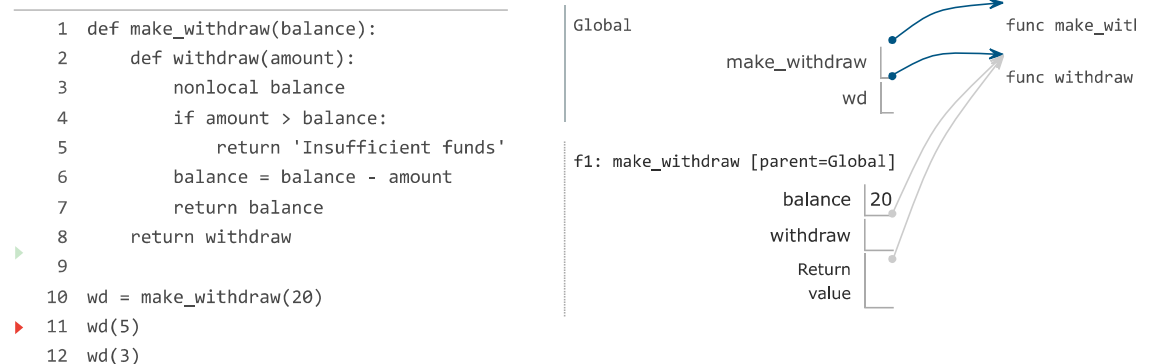 1 def make_withdraw(balance):
2     def withdraw(amount):
3         nonlocal balance
4         if amount > balance:
5             return 'Insufficient funds'
6         balance = balance - amount
7         return balance
8     return withdraw
9
10 wd = make_withdraw(20)
11 wd(5)
12 wd(3)
Global
make_withdraw
wd
func make_witl
func withdraw
f1: make_withdraw [parent=Global]
balance 20
withdraw
Return
value